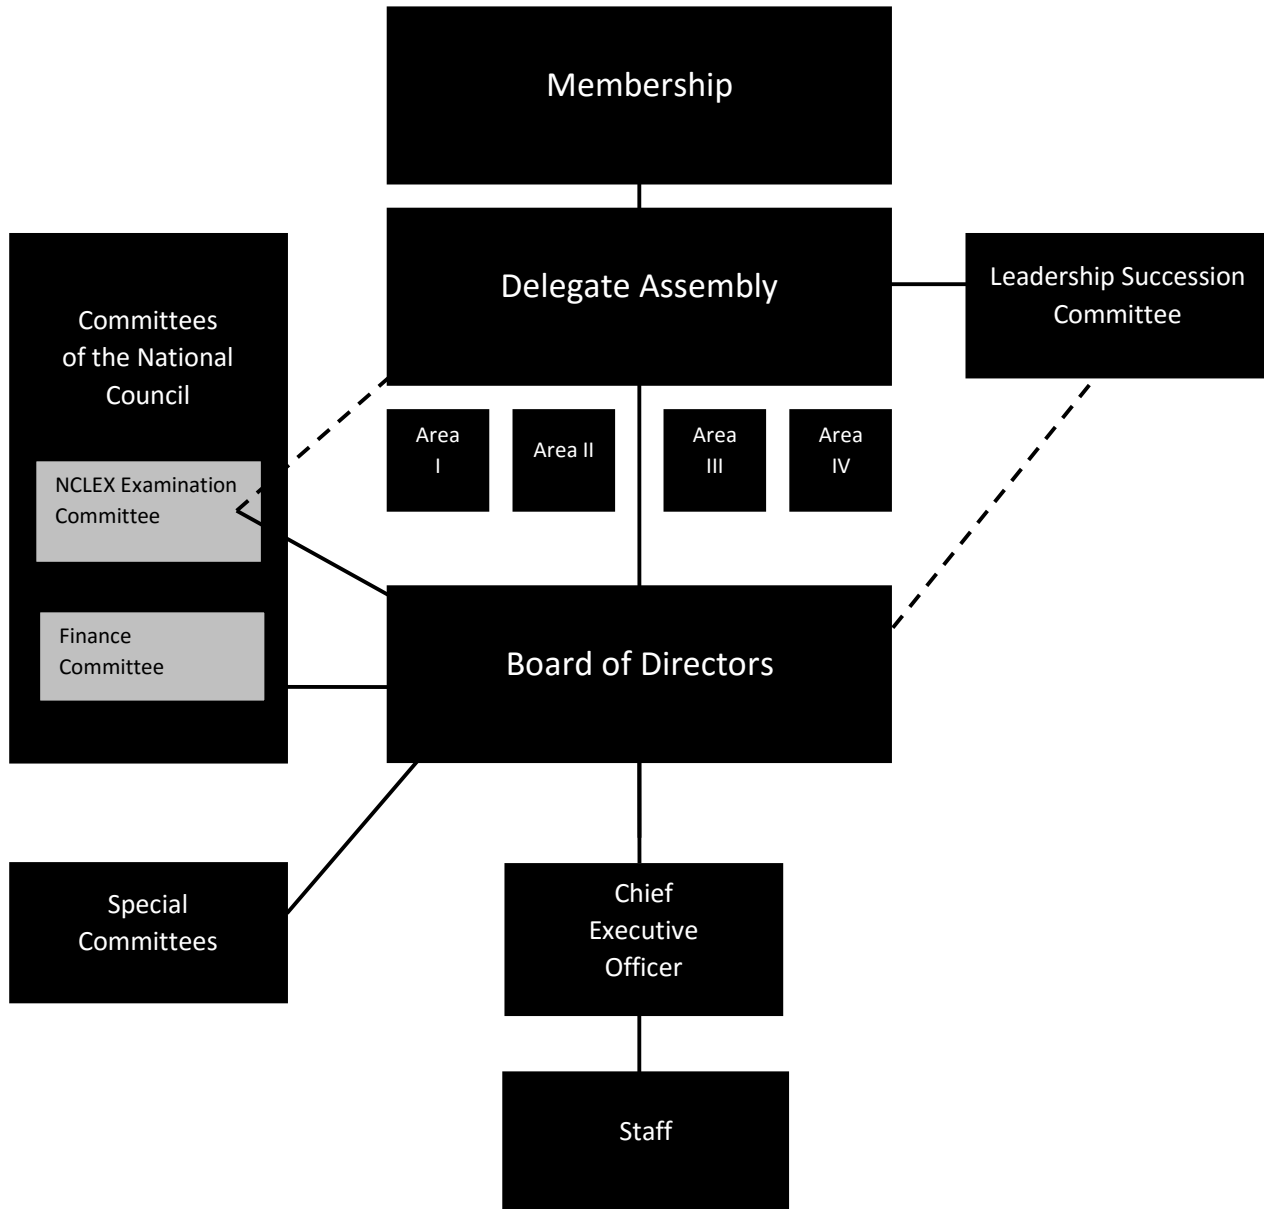 Membership
Delegate Assembly
Leadership Succession
Committee
Committees
of the National
Council
Area
I
Area II
Area
III
Area
IV
NCLEX Examination
Committee
Finance
Committee
Board of Directors
Special
Committees
Chief
Executive
Officer
Staff